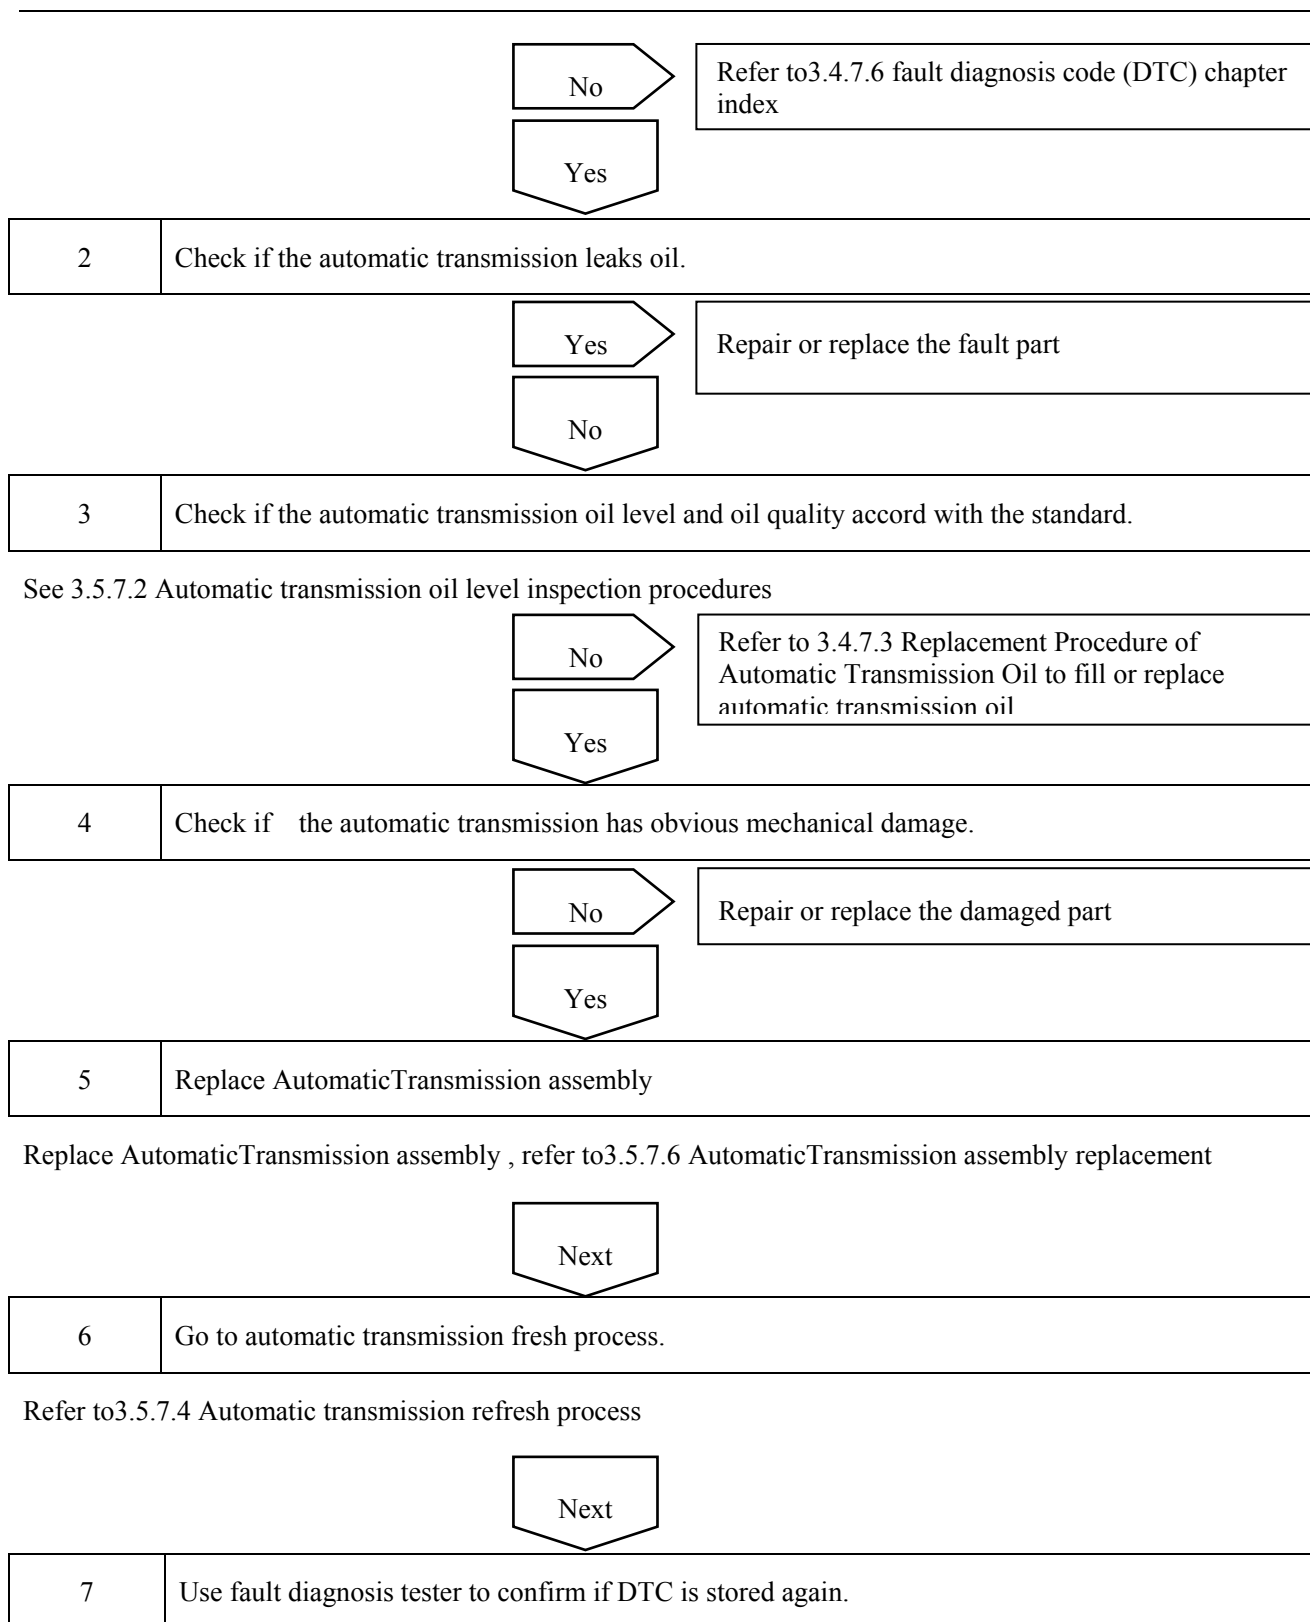 No
Refer to3.4.7.6 fault diagnosis code (DTC) chapter
index
Yes
2
Check if the automatic transmission leaks oil.
Yes
Repair or replace the fault part
No
3
Check if the automatic transmission oil level and oil quality accord with the standard.
See 3.5.7.2 Automatic transmission oil level inspection procedures
No
Refer to 3.4.7.3 Replacement Procedure of
Automatic Transmission Oil to fill or replace
automatic transmission oil
Yes
4
Check if    the automatic transmission has obvious mechanical damage.
No
Repair or replace the damaged part
Yes
5
Replace AutomaticTransmission assembly
Replace AutomaticTransmission assembly , refer to3.5.7.6 AutomaticTransmission assembly replacement
Next
6
Go to automatic transmission fresh process.
Refer to3.5.7.4 Automatic transmission refresh process
Next
7
Use fault diagnosis tester to confirm if DTC is stored again.